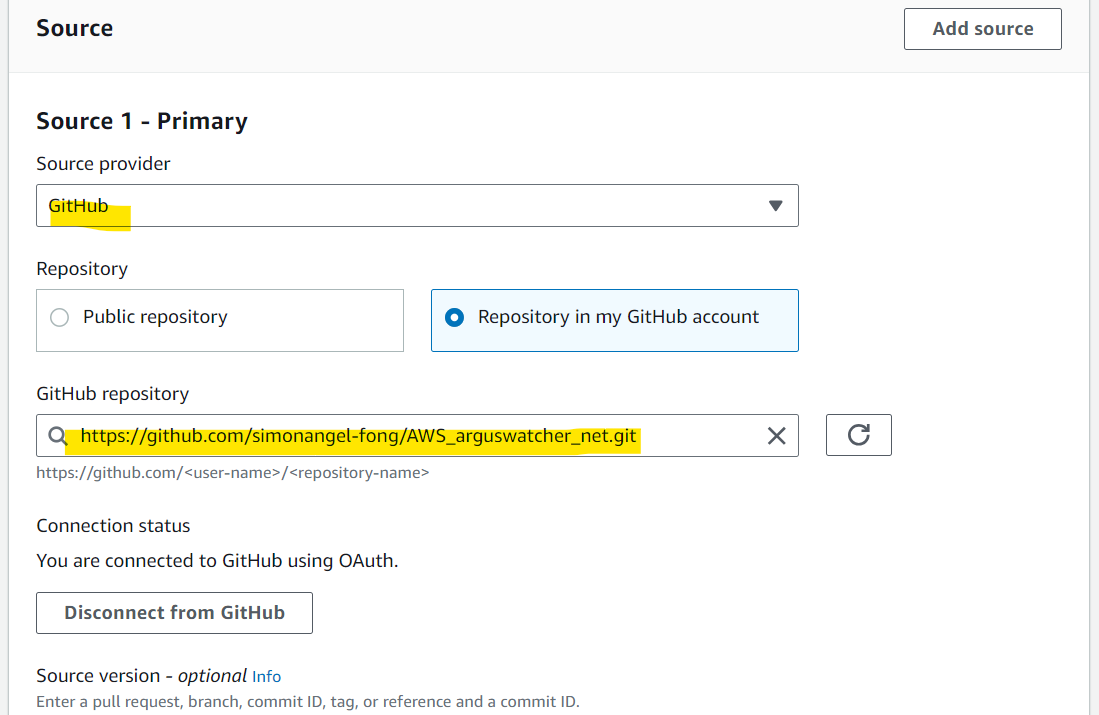 Source
Add source
Source 1 - Primary
Source provider
GitHub
Repository
Public repository
Repository in my GitHub account
GitHub repository
https://github.com/simonangel-fong/AWS_arguswatcher_net.git
https://github.com/<user-name>/<repository-name>
Connection status
You are connected to GitHub using OAuth.
Disconnect from GitHub
Source version - optional Info
Enter a pull request, branch, commit ID, tag, or reference and a commit ID.